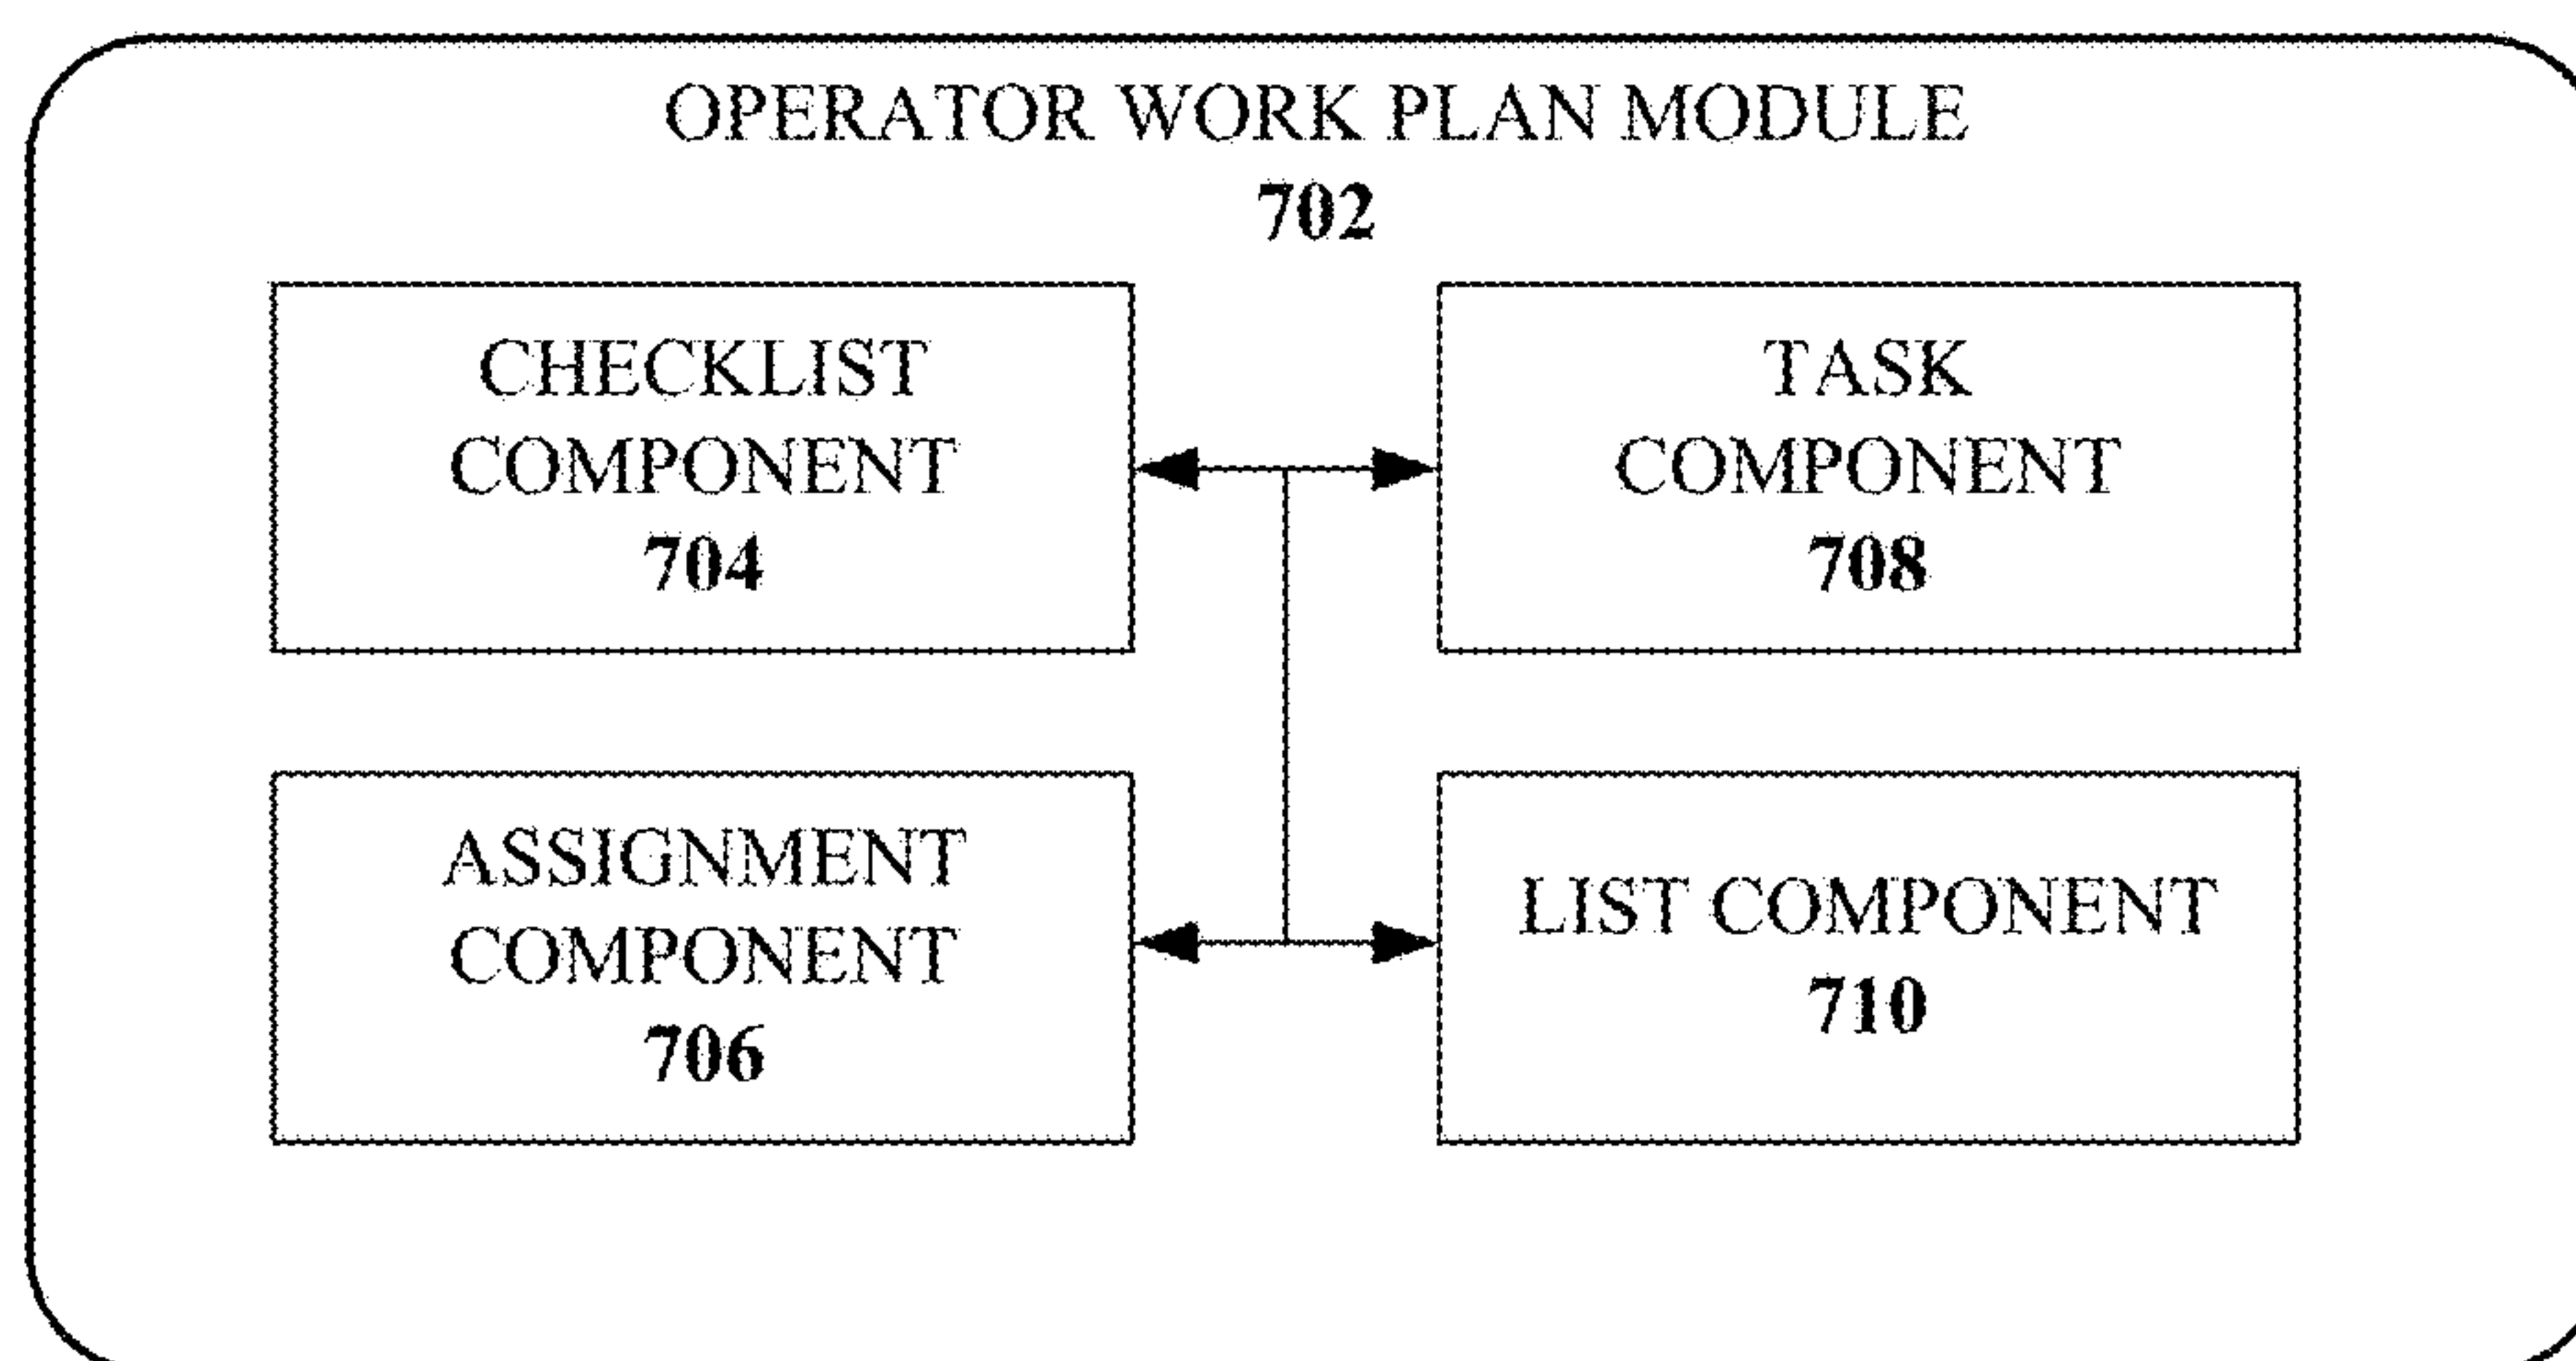 OPERATOR WORK PLAN MODULE
702
CHECKLIST
COMPONENT
704
TASK
COMPONENT
708
ASSIGNMENT
COMPONENT
706
LIST COMPONENT
710